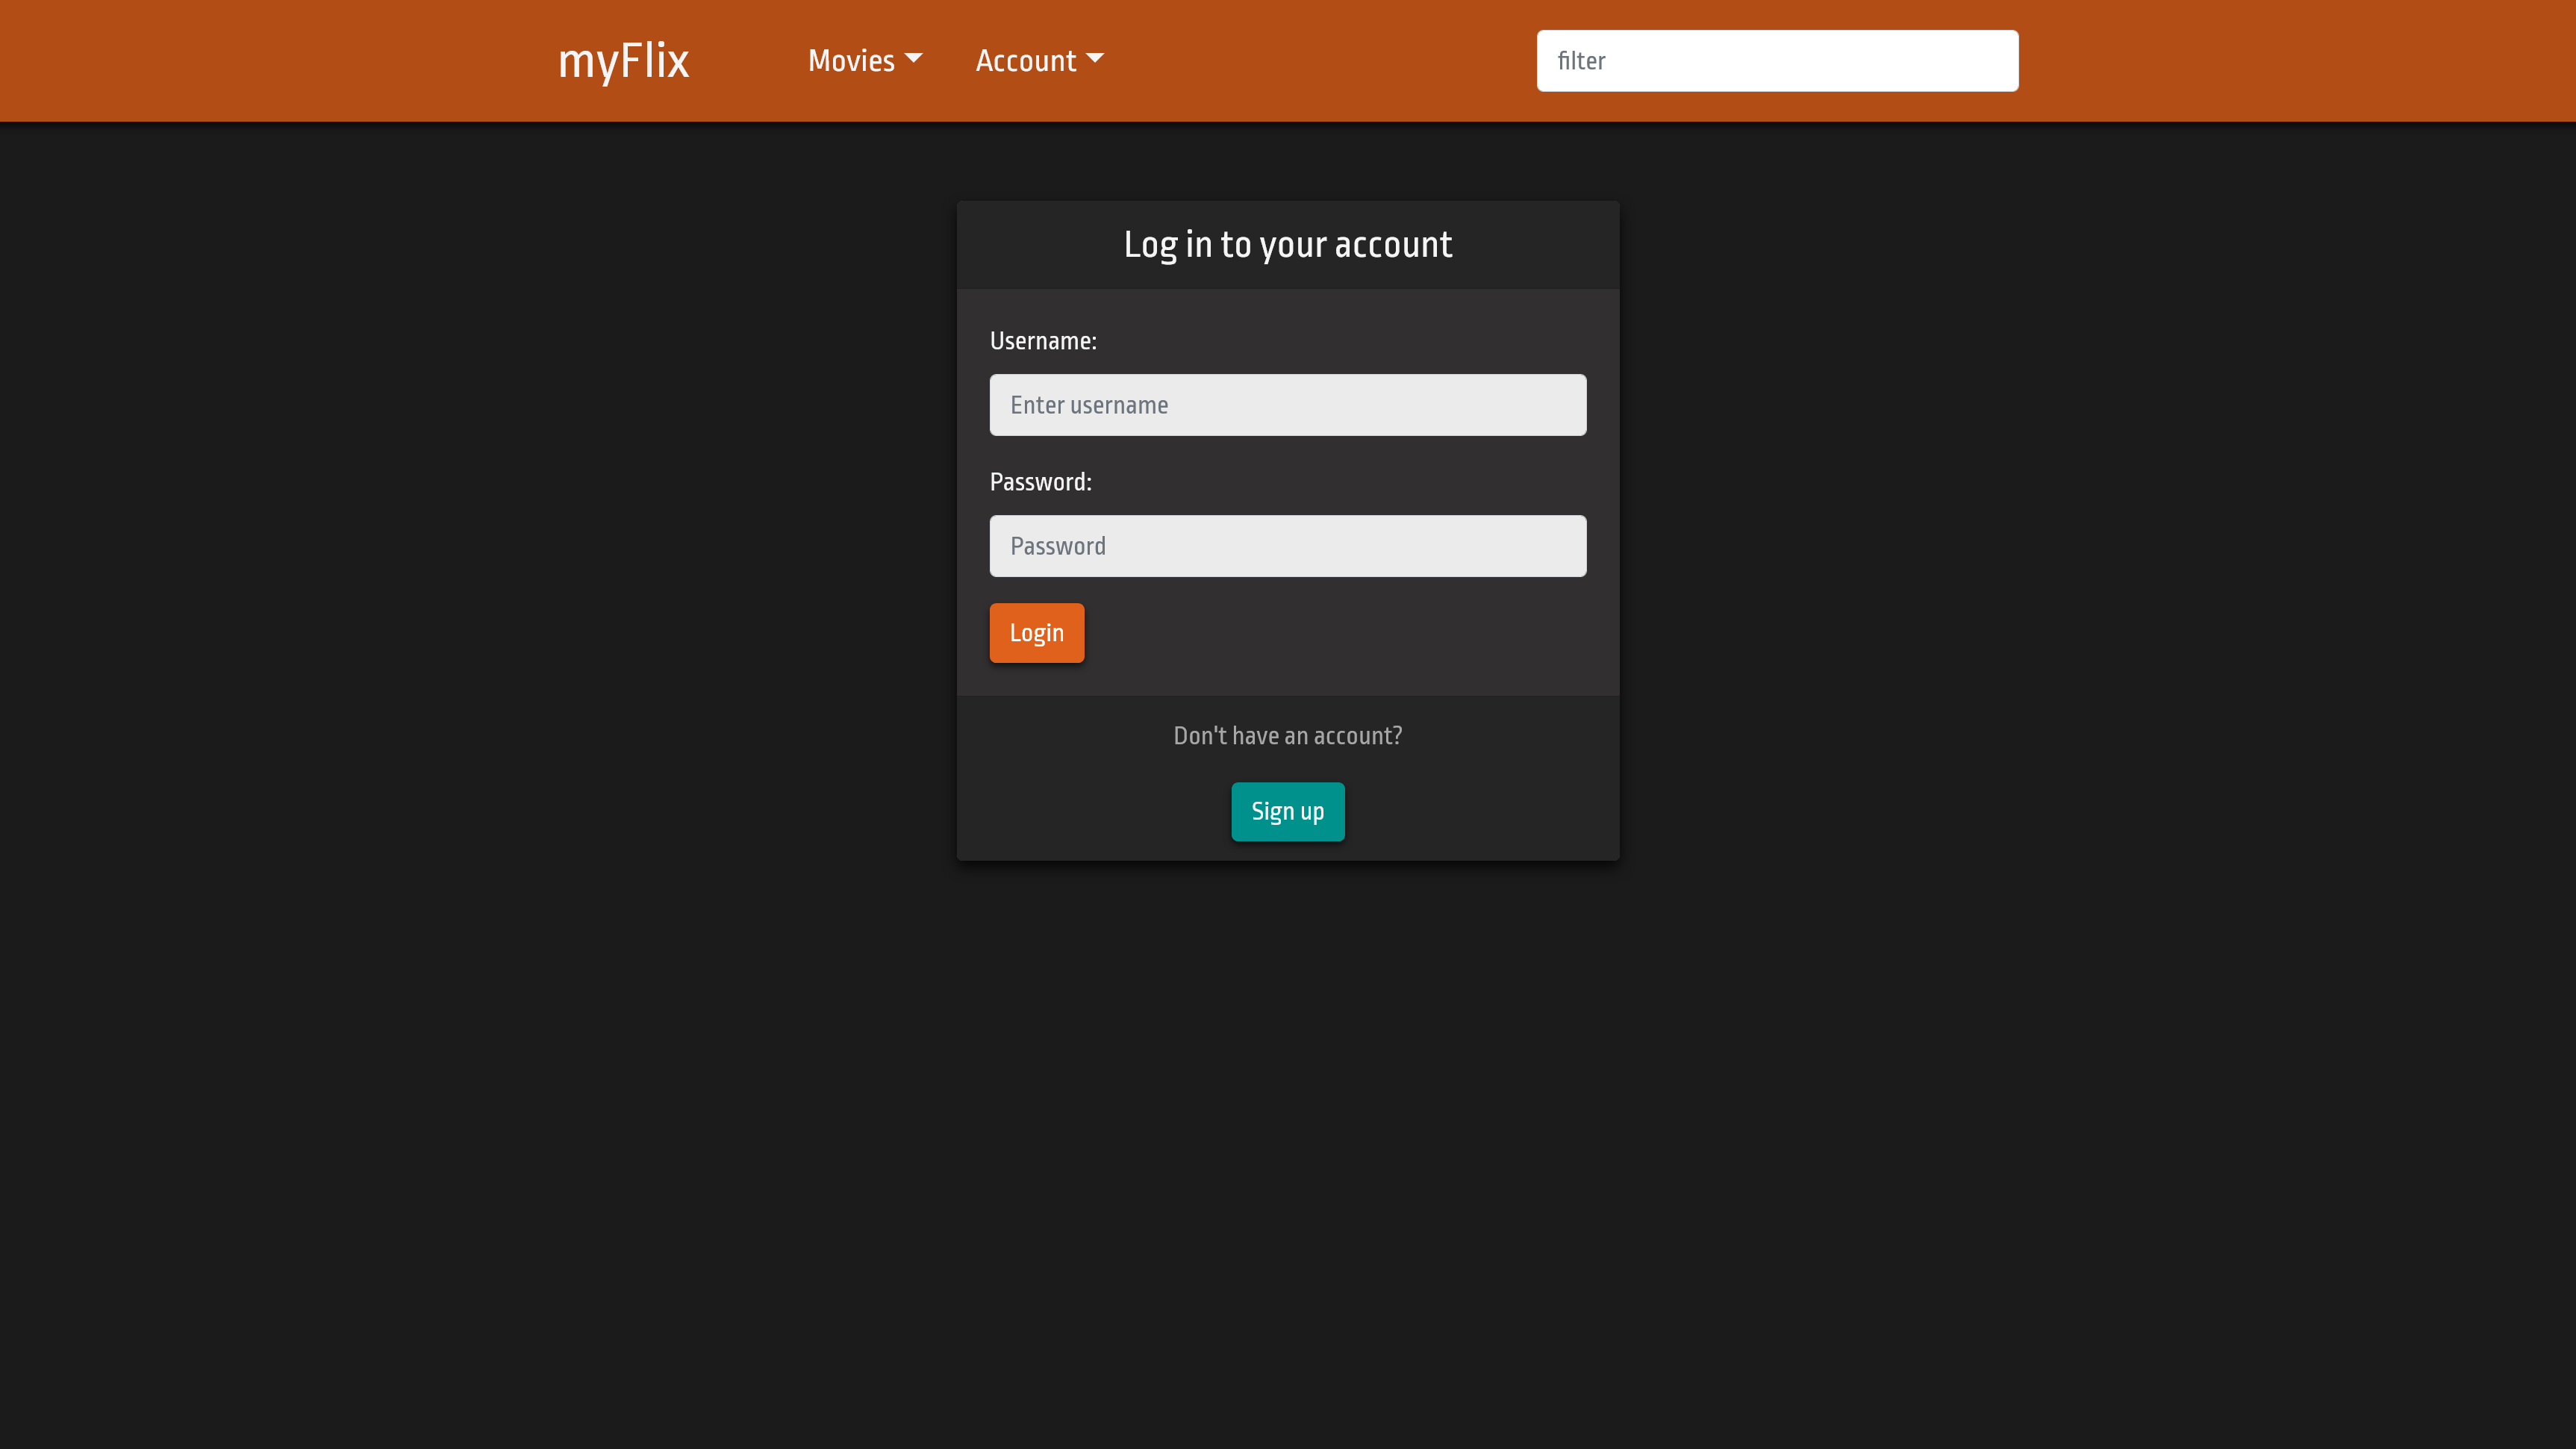 myFlix Movies Account filter
Log in to your account
Username:
Enter username
Password:
Password
Login
Don't have an account?
Sign up